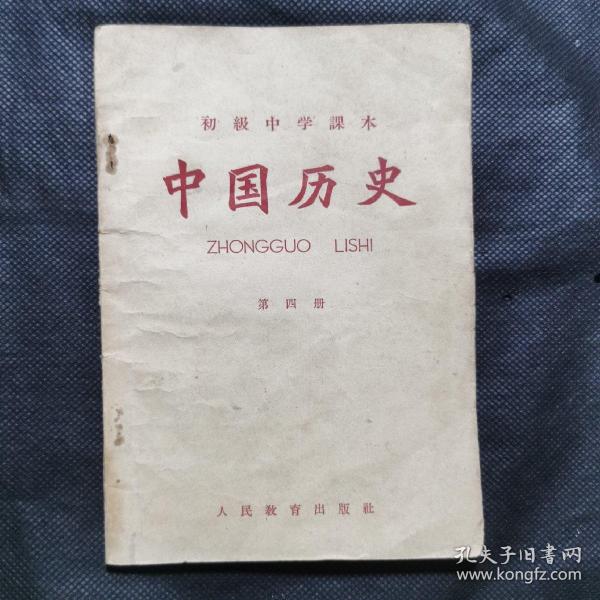 初級中学課本
中国历史
ZHONGGUO LISHI
第四册
人民教育出版社
孔夫子旧书网
www.kongfz.com